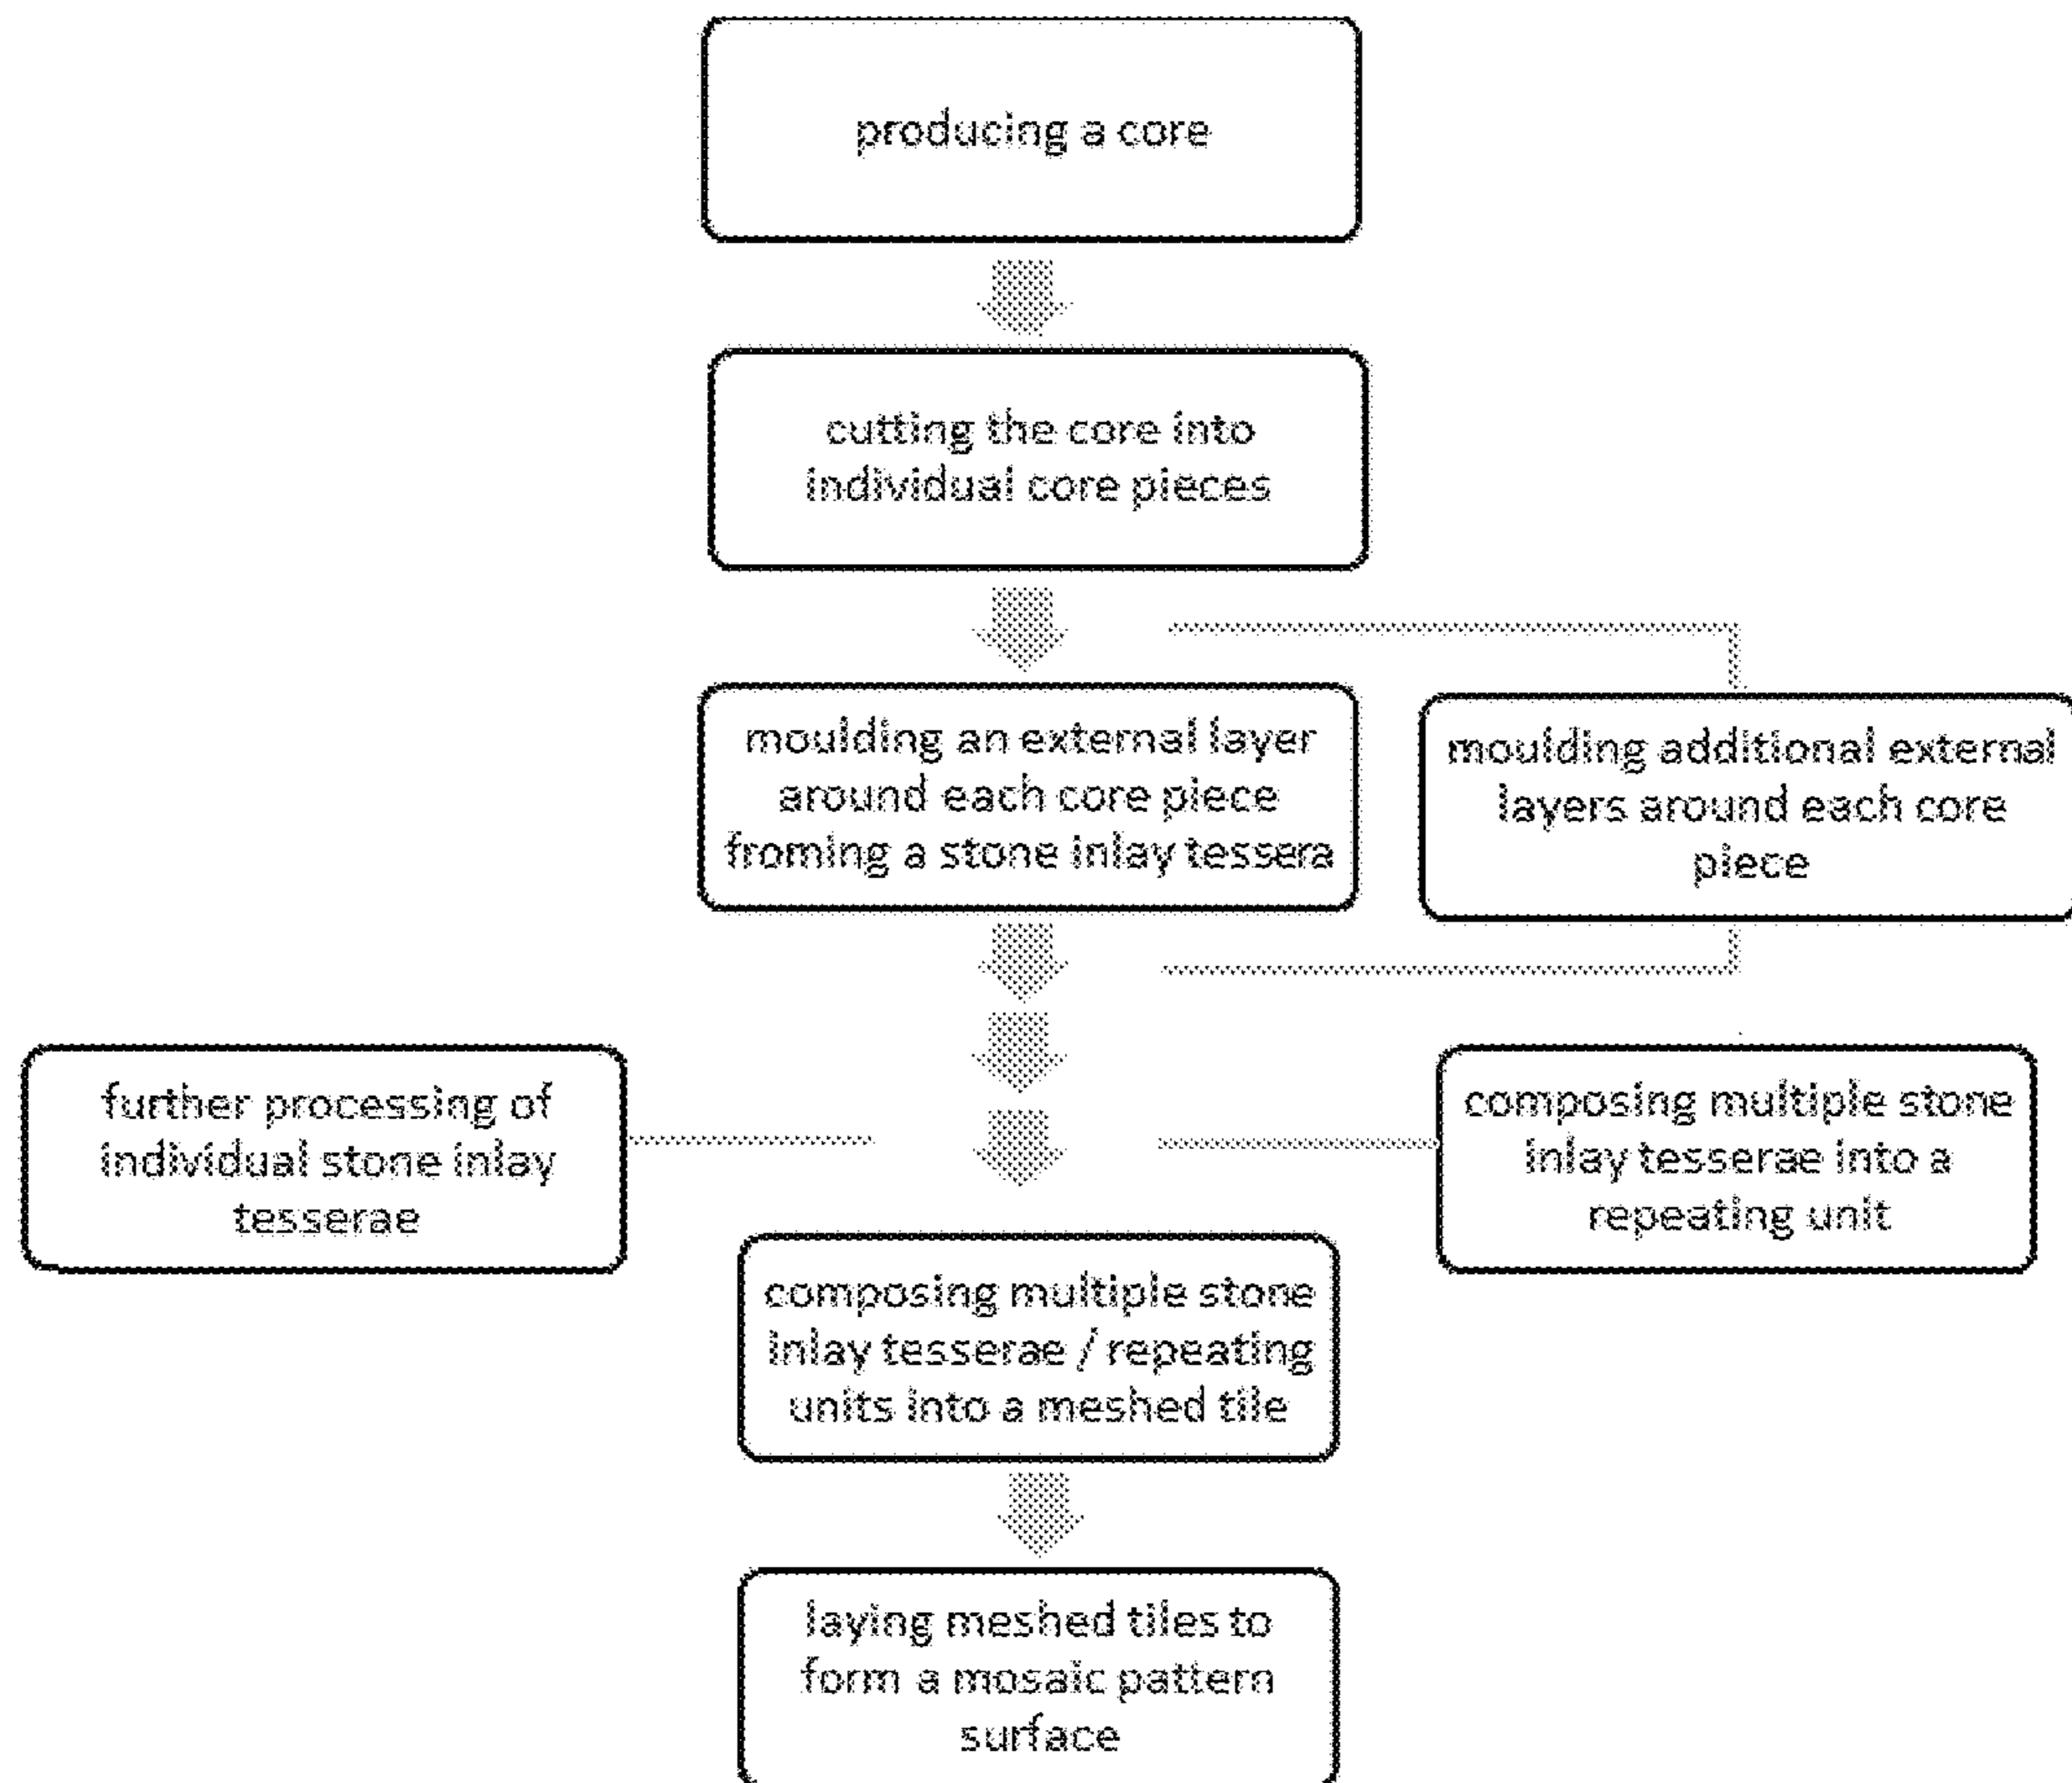 producing a core
cutting the core into
individual core pieces
moulding an external layer
around each core piece
froming a stone inlay tessera
moulding additional external
layers around each core
piece
further processing of
individual stone inlay
tesserae
composing multiple stone
inlay tesserae into a
repeating unit
composing multiple stone
inlay tesserae / repeating
units into a meshed tile
laying meshed tiles to
form a mosaic pattern
surface